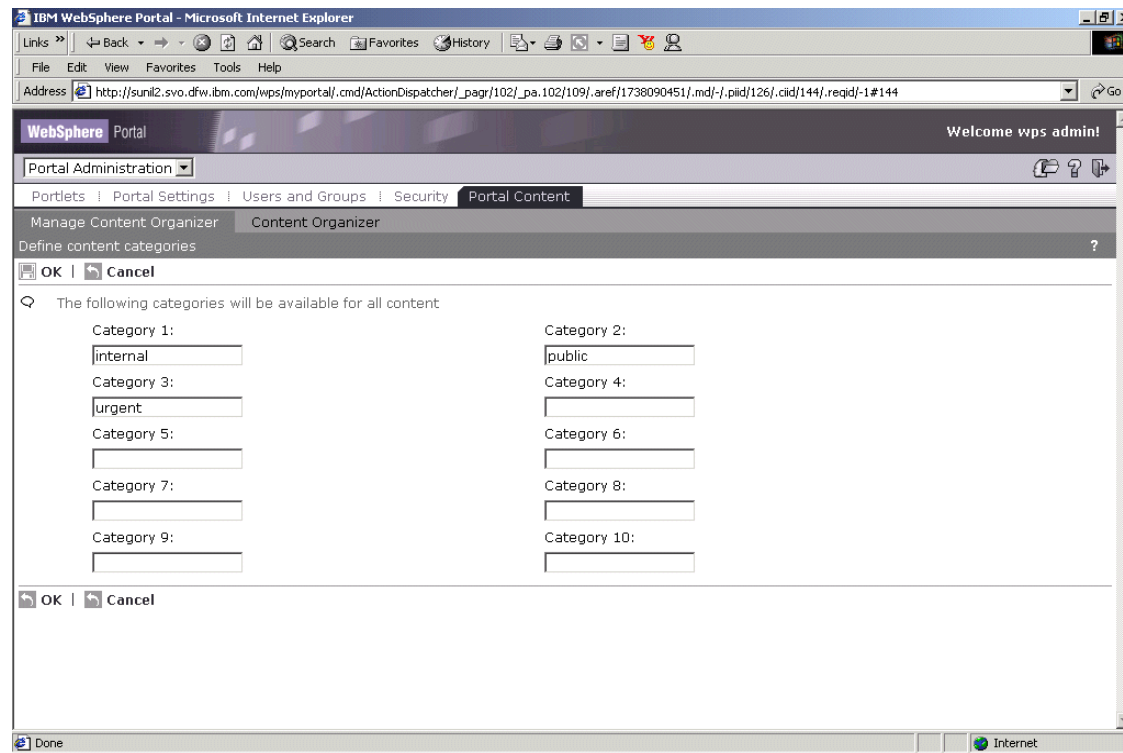 IBM WebSphere Portal - Microsoft Internet Explorer
Links » Back Search Favorites History
File Edit View Favorites Tools Help
Address http://sunil2.svo.dfw.ibm.com/wps/myportal/.cmd/ActionDispatcher/_pagr/102/_pa.102/109/.aref/1738090451/.md/-/.piid/126/.ciid/144/.reqid/-1#144 Go
WebSphere Portal Welcome wps admin!
Portal Administration ?
Portlets | Portal Settings | Users and Groups | Security Portal Content
Manage Content Organizer Content Organizer
Define content categories ?
OK | Cancel
The following categories will be available for all content
Category 1: Category 2:
internal public
Category 3: Category 4:
urgent
Category 5: Category 6:
Category 7: Category 8:
Category 9: Category 10:
OK | Cancel
Done Internet